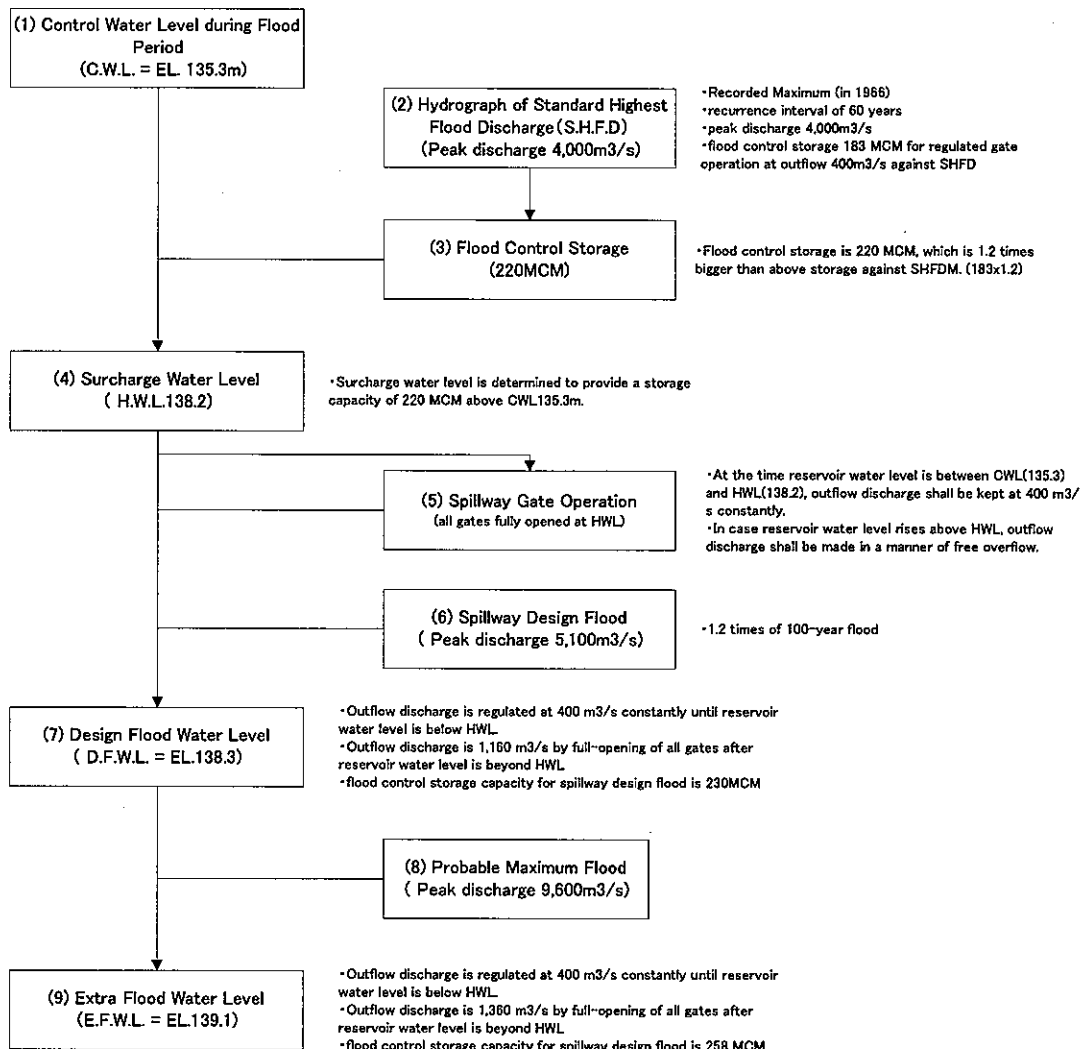 (1) Control Water Level during Flood
Period
(C.W.L. = EL. 135.3m)
(2) Hydrograph of Standard Highest
Flood Discharge(S.H.F.D)
(Peak discharge 4,000m3/s)
・Recorded Maximum (in 1966)
・recurrence interval of 60 years
・peak discharge 4,000m3/s
・flood control storage 183 MCM for regulated gate
operation at outflow 400m3/s against SHFD
(3) Flood Control Storage
(220MCM)
・Flood control storage is 220 MCM, which is 1.2 times
bigger than above storage against SHFDM. (183x1.2)
(4) Surcharge Water Level
( H.W.L.138.2)
・Surcharge water level is determined to provide a storage
capacity of 220 MCM above CWL135.3m.
(5) Spillway Gate Operation
(all gates fully opened at HWL)
・At the time reservoir water level is between CWL(135.3)
and HWL(138.2), outflow discharge shall be kept at 400 m3/
s constantly.
・In case reservoir water level rises above HWL, outflow
discharge shall be made in a manner of free overflow.
(6) Spillway Design Flood
( Peak discharge 5,100m3/s)
・1.2 times of 100-year flood
(7) Design Flood Water Level
( D.F.W.L. = EL.138.3)
・Outflow discharge is regulated at 400 m3/s constantly until reservoir
water level is below HWL
・Outflow discharge is 1,160 m3/s by full-opening of all gates after
reservoir water level is beyond HWL
・flood control storage capacity for spillway design flood is 230MCM
(8) Probable Maximum Flood
( Peak discharge 9,600m3/s)
(9) Extra Flood Water Level
(E.F.W.L. = EL.139.1)
・Outflow discharge is regulated at 400 m3/s constantly until reservoir
water level is below HWL
・Outflow discharge is 1,360 m3/s by full-opening of all gates after
reservoir water level is beyond HWL
・flood control storage capacity for spillway design flood is 258 MCM